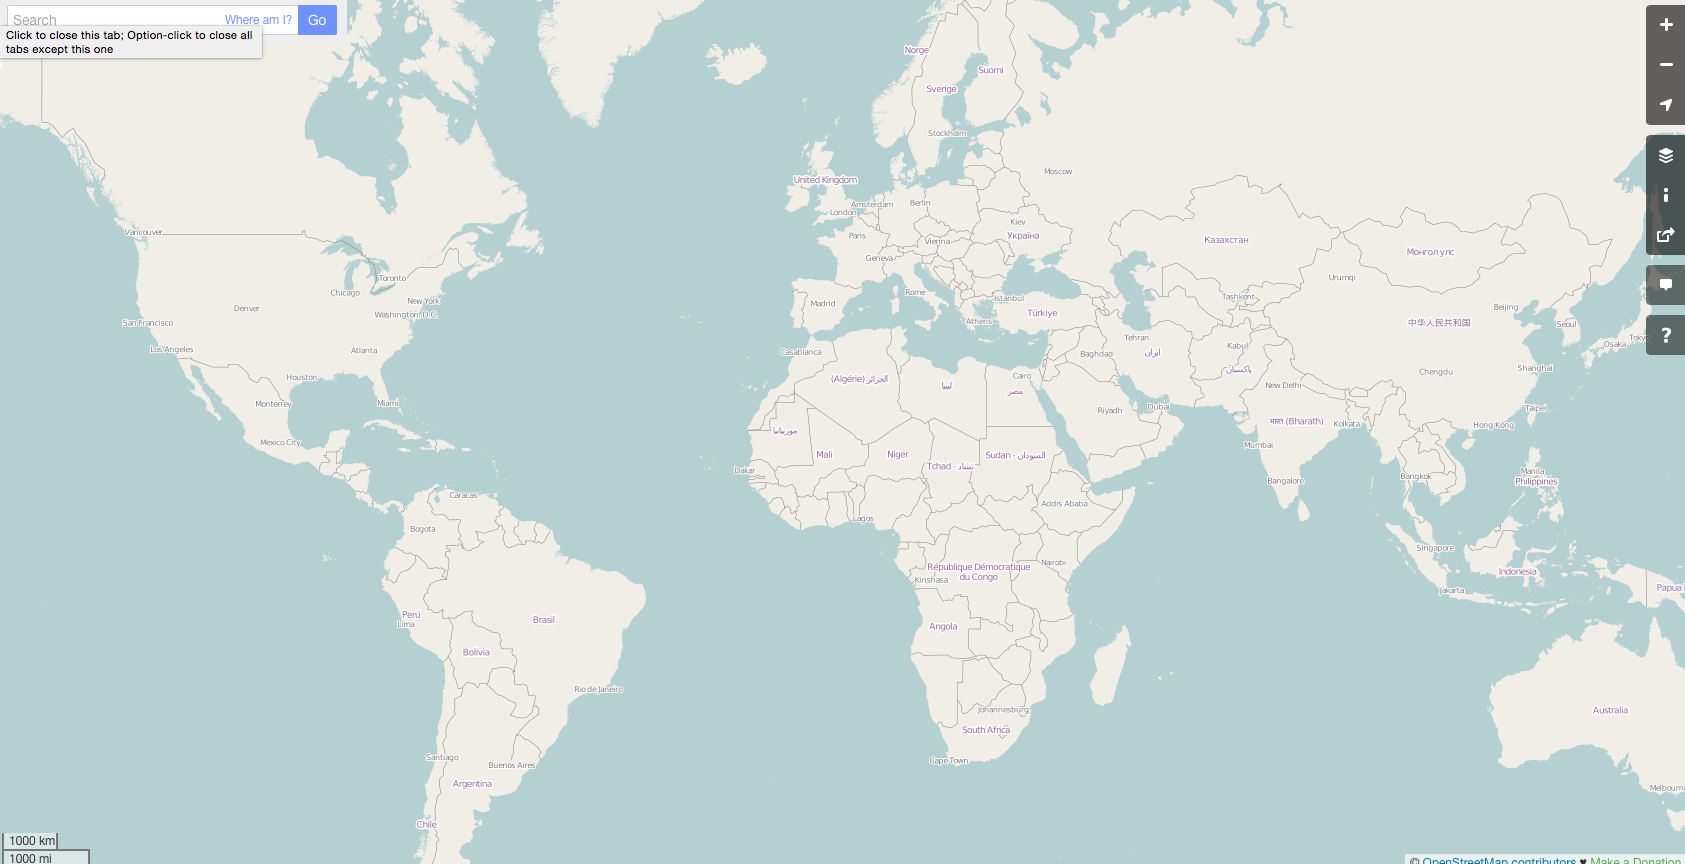 Search
Where am I?
Go
Click to close this tab; Option-click to close all
tabs except this one
Norge
Suomi
Sverige
Stockholm
Moscow
United Kingdom
Amsterdam
Berlin
London
Kiev
Україна
Paris
Vienna
Geneva
Казахстан
Монгол улс
Vancouver
Toronto
Chicago
New York
Denver
Washington, D.C.
San Francisco
Los Angeles
Atlanta
Houston
Monterrey
Miami
Mexico City
Rome
Madrid
Istanbul
Athens
Türkiye
Urumqi
Tashkent
Beijing
中华人民共和国
Seoul
Osaka
Tokyo
Casablanca
Tehran
Baghdad
ایران
Kabul
پاکستان
Chengdu
Shanghai
(Algérie) الجزائر
ليبيا
Cairo
مصر
New Delhi
Riyadh
Dubai
भारत (Bharath)
Kolkata
Taipei
Hong Kong
موريتانيا
Mumbai
Mali
Niger
Tchad - تشاد
Sudan - السودان
Dakar
Bangalore
Bangkok
Manila
Philippines
Caracas
Addis Ababa
Lagos
Bogota
Singapore
République Démocratique
du Congo
Nairobi
Kinshasa
Indonesia
Jakarta
Papua
Perú
Lima
Brasil
Angola
Bolivia
Rio de Janeiro
Johannesburg
South Africa
Australia
Santiago
Buenos Aires
Cape Town
Argentina
Melbourne
Chile
1000 km
1000 mi
© OpenStreetMap contributors ♥ Make a Donation
?